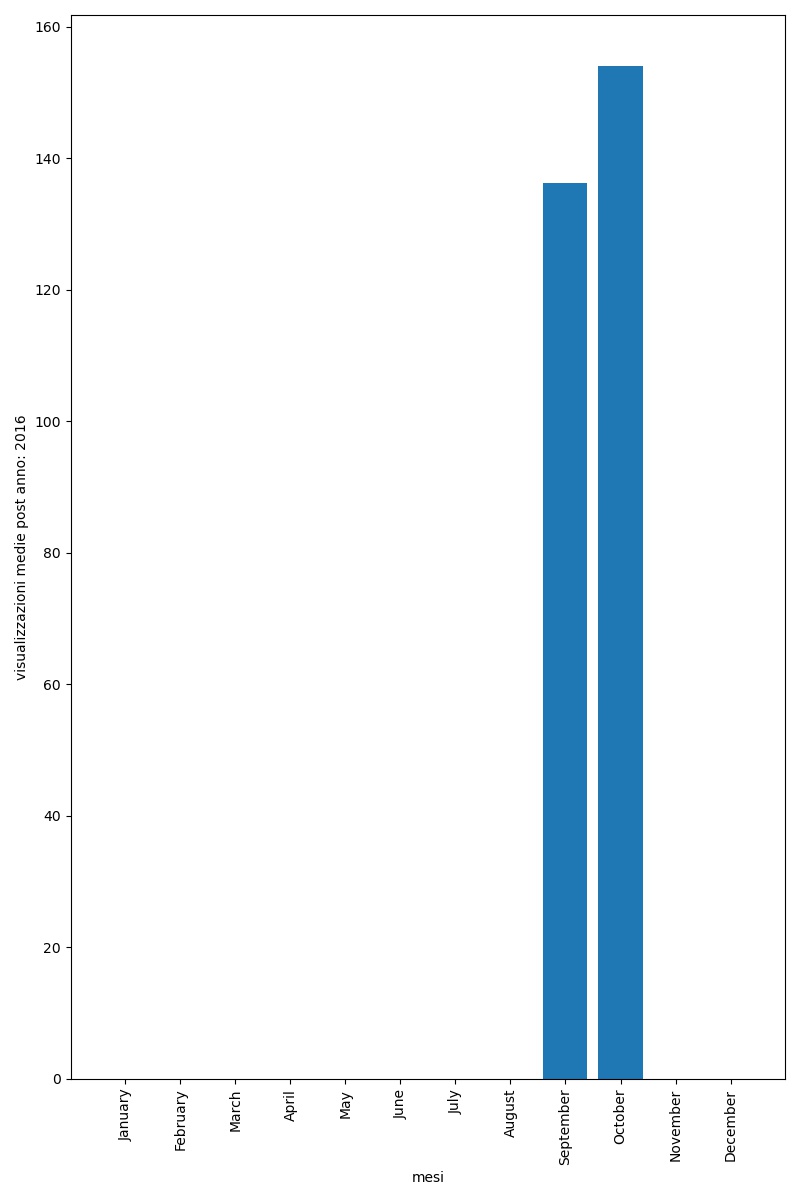 160
140
120
100
80
60
40
20
0
visualizzazioni medie post anno: 2016
January
February
March
April
May
June
July
August
September
October
November
December
mesi